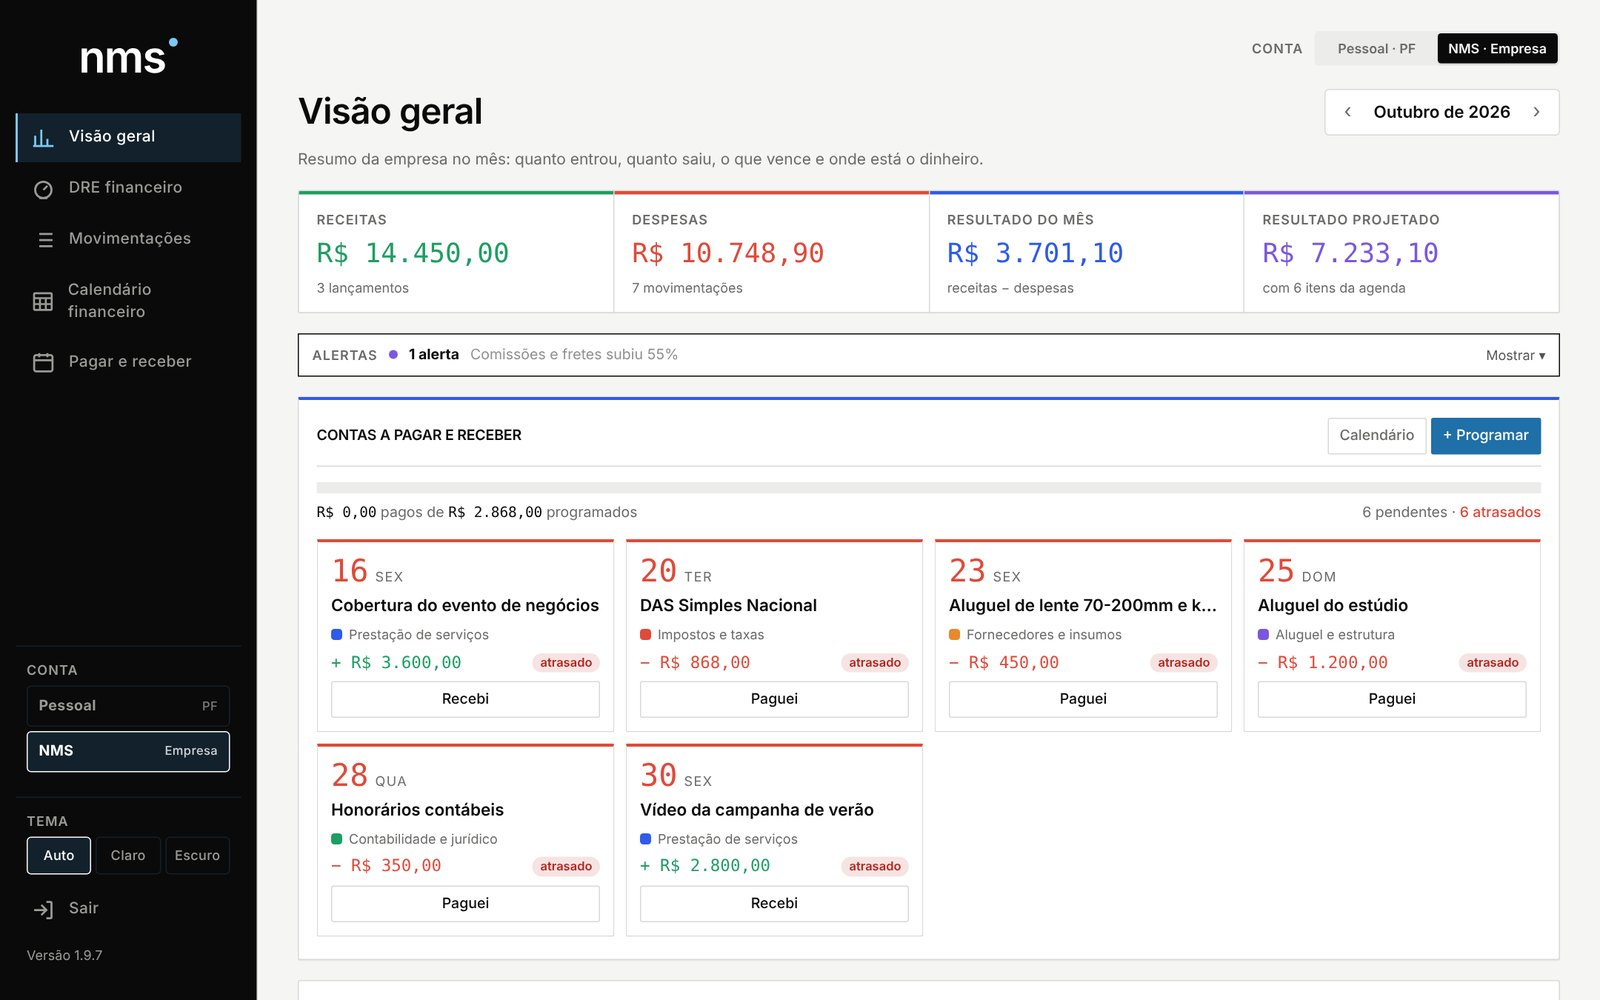 nms
Visão geral
DRE financeiro
Movimentações
Calendário
financeiro
Pagar e receber
CONTA
Pessoal PF
NMS Empresa
TEMA
Auto Claro Escuro
Sair
Versão 1.9.7
CONTA Pessoal · PF NMS · Empresa
Visão geral
‹ Outubro de 2026 ›
Resumo da empresa no mês: quanto entrou, quanto saiu, o que vence e onde está o dinheiro.
RECEITAS
R$ 14.450,00
3 lançamentos
DESPESAS
R$ 10.748,90
7 movimentações
RESULTADO DO MÊS
R$ 3.701,10
receitas − despesas
RESULTADO PROJETADO
R$ 7.233,10
com 6 itens da agenda
ALERTAS 1 alerta Comissões e fretes subiu 55% Mostrar ▾
CONTAS A PAGAR E RECEBER
Calendário + Programar
R$ 0,00 pagos de R$ 2.868,00 programados
6 pendentes · 6 atrasados
16 SEX
Cobertura do evento de negócios
Prestação de serviços
+ R$ 3.600,00 atrasado
Recebi
20 TER
DAS Simples Nacional
Impostos e taxas
− R$ 868,00 atrasado
Paguei
23 SEX
Aluguel de lente 70-200mm e k…
Fornecedores e insumos
− R$ 450,00 atrasado
Paguei
25 DOM
Aluguel do estúdio
Aluguel e estrutura
− R$ 1.200,00 atrasado
Paguei
28 QUA
Honorários contábeis
Contabilidade e jurídico
− R$ 350,00 atrasado
Paguei
30 SEX
Vídeo da campanha de verão
Prestação de serviços
+ R$ 2.800,00 atrasado
Recebi